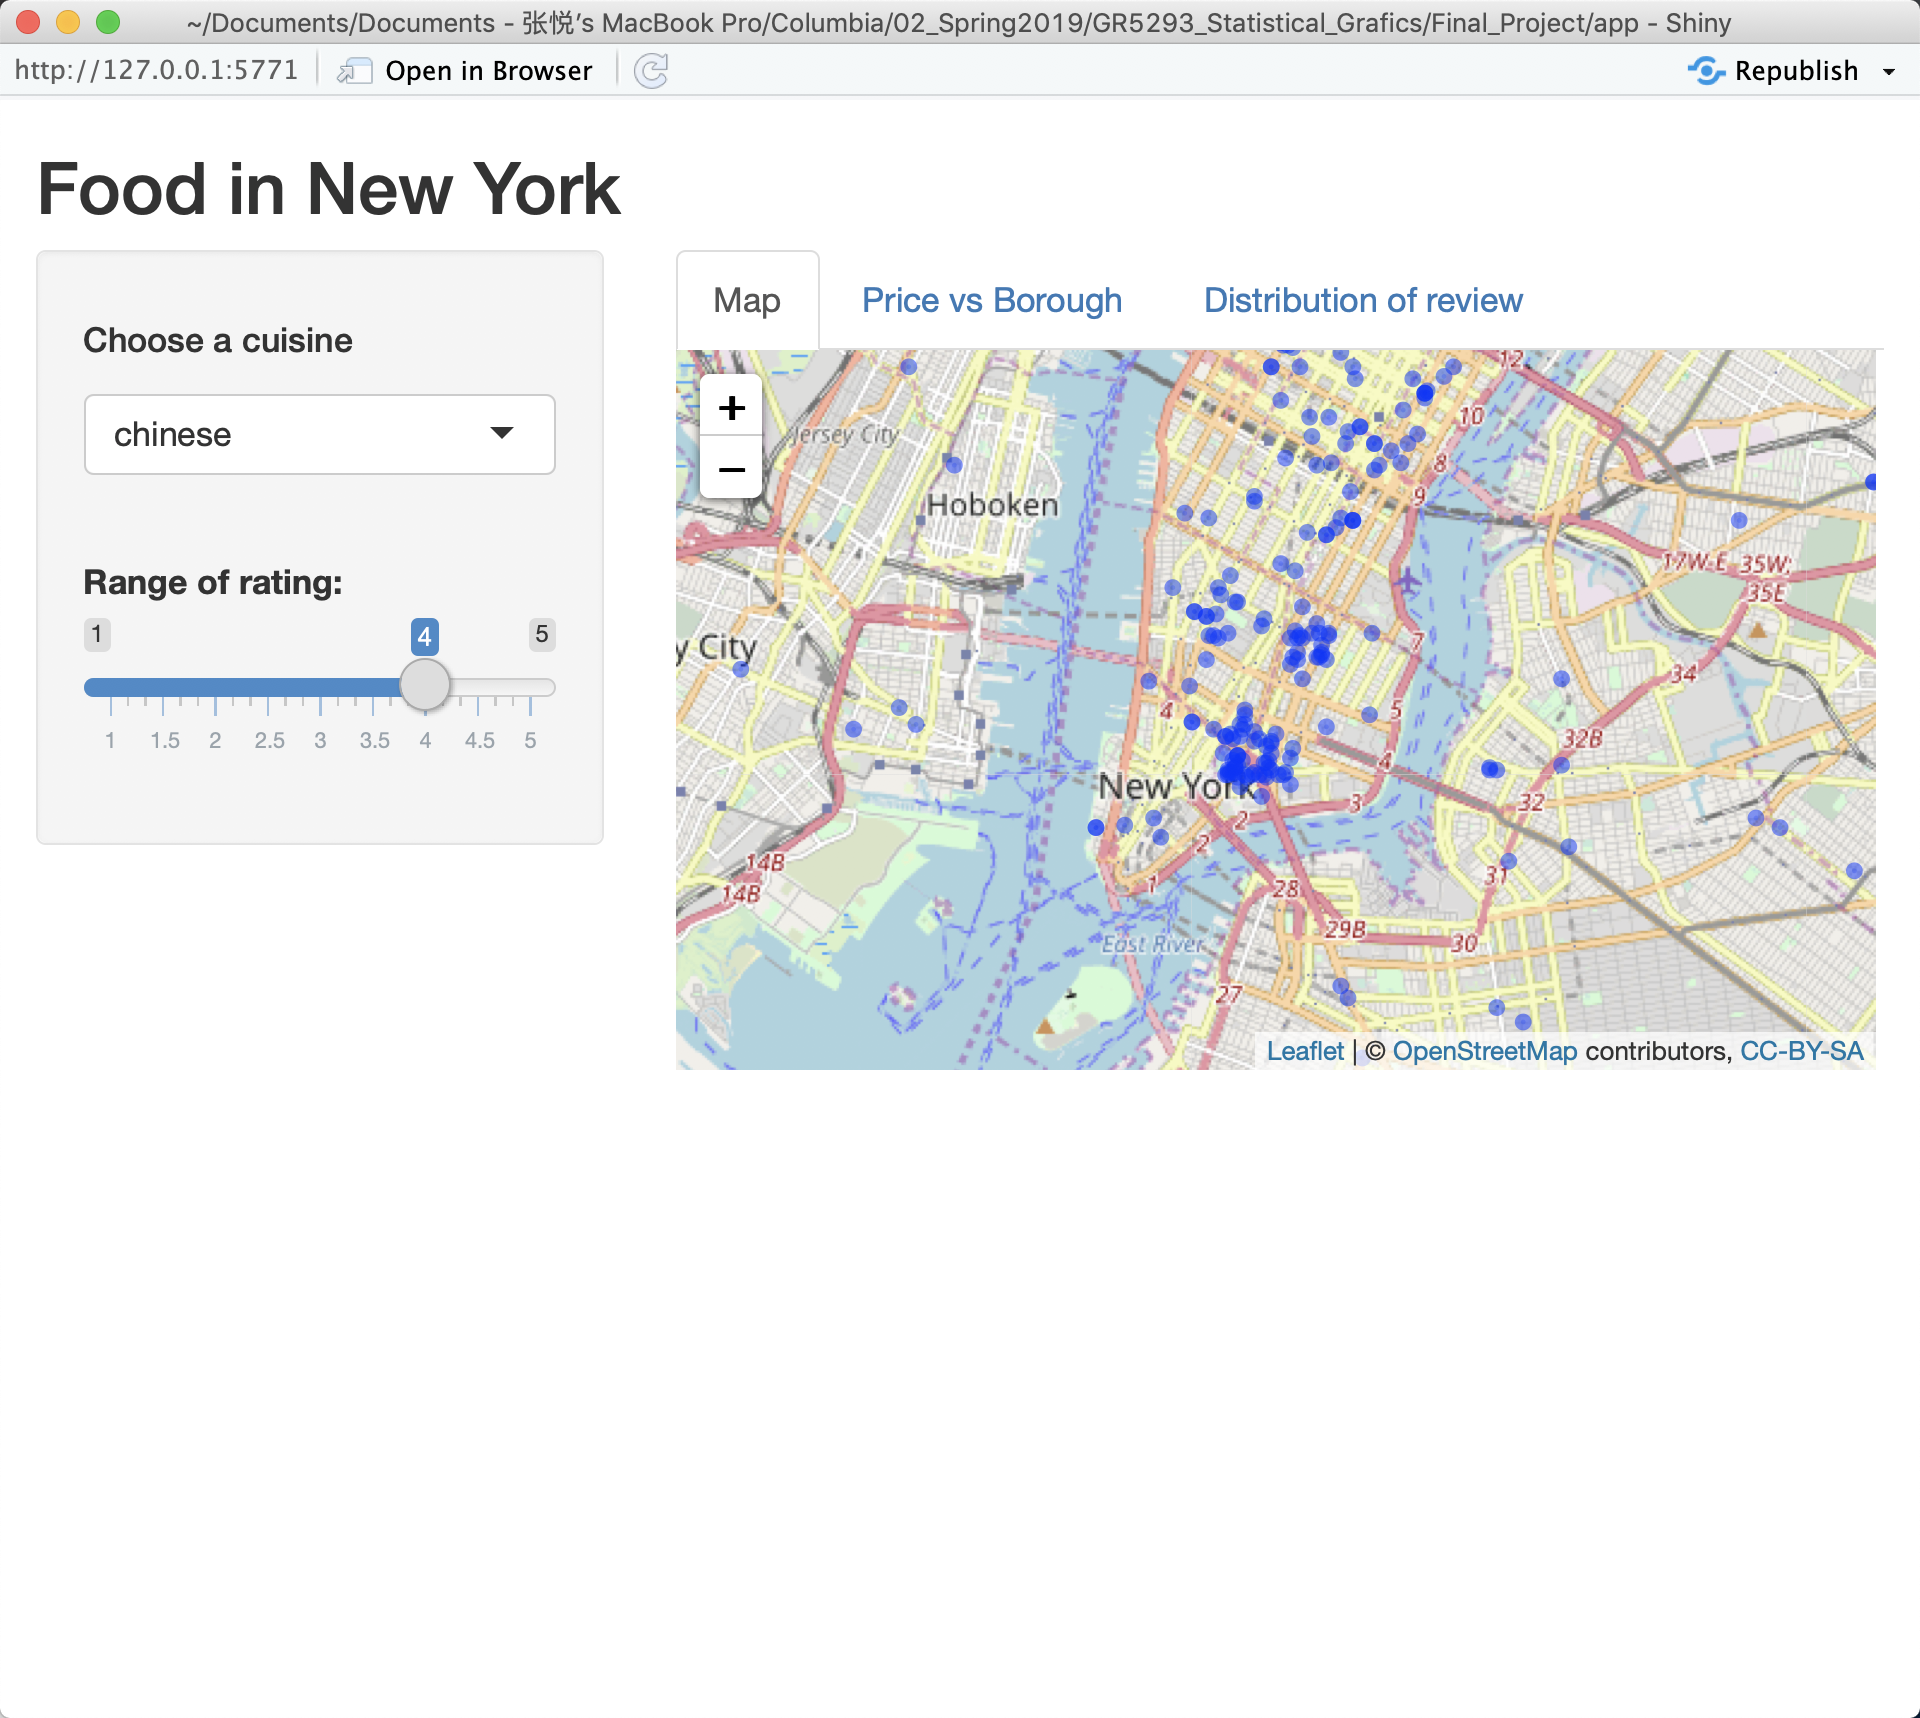 ~/Documents/Documents - 张悦’s MacBook Pro/Columbia/02_Spring2019/GR5293_Statistical_Grafics/Final_Project/app - Shiny
http://127.0.0.1:5771 Open in Browser Republish
Food in New York
Choose a cuisine
chinese
Range of rating:
1 4 5
1 1.5 2 2.5 3 3.5 4 4.5 5
Map Price vs Borough Distribution of review
+
−
12
10
Jersey City
8
9
Hoboken
17W-E 35W;
35E
7
y City
34
4
5
32B
4
New York
3
32
2
2
14B
14B
1
28
31
29B
30
East River
27
Leaflet | © OpenStreetMap contributors, CC-BY-SA